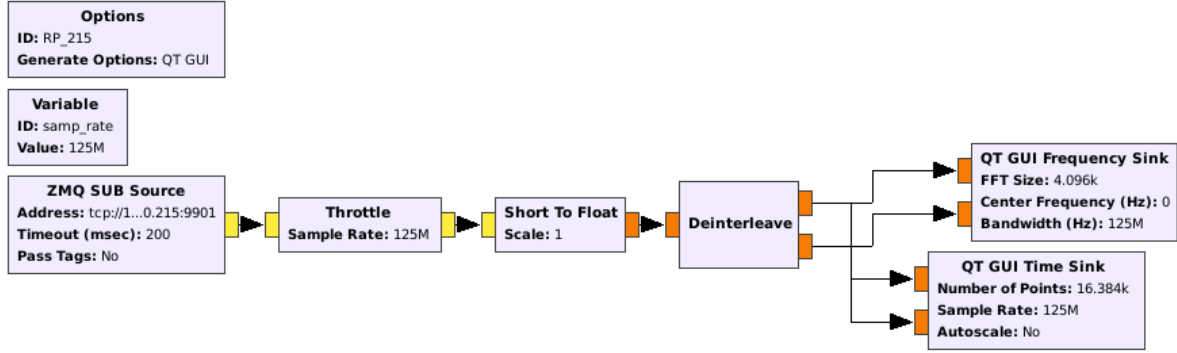 Options
ID: RP_215
Generate Options: QT GUI
Variable
ID: samp_rate
Value: 125M
ZMQ SUB Source
Address: tcp://1...0.215:9901
Timeout (msec): 200
Pass Tags: No
Throttle
Sample Rate: 125M
Short To Float
Scale: 1
Deinterleave
QT GUI Frequency Sink
FFT Size: 4.096k
Center Frequency (Hz): 0
Bandwidth (Hz): 125M
QT GUI Time Sink
Number of Points: 16.384k
Sample Rate: 125M
Autoscale: No